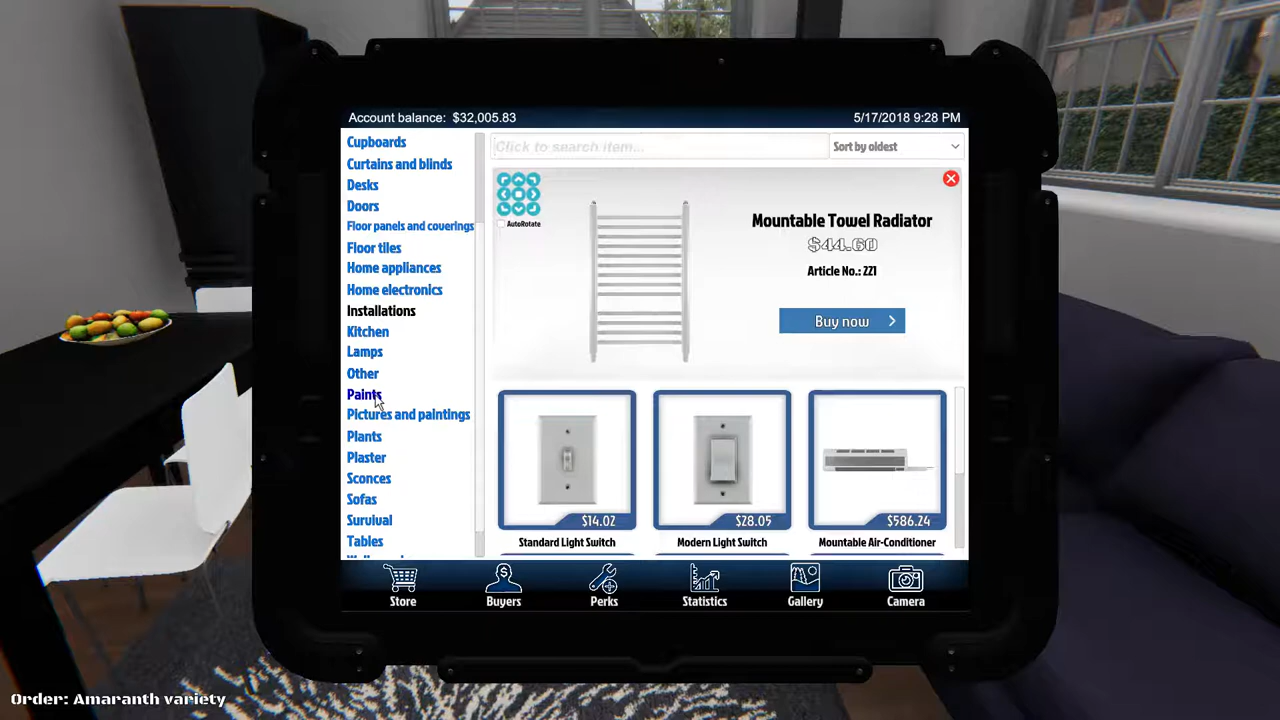 Account balance: $32,005.83
5/17/2018 9:28 PM
Cupboards
Curtains and blinds
Desks
Doors
Floor panels and coverings
Floor tiles
Home appliances
Home electronics
Installations
Kitchen
Lamps
Other
Paints
Pictures and paintings
Plants
Plaster
Sconces
Sofas
Survival
Tables
Click to search item...
Sort by oldest
AutoRotate
Mountable Towel Radiator
$44.60
Article No.: 221
Buy now
$14.02
$28.05
$586.24
Standard Light Switch
Modern Light Switch
Mountable Air-Conditioner
Store
Buyers
Perks
Statistics
Gallery
Camera
Order: Amaranth variety